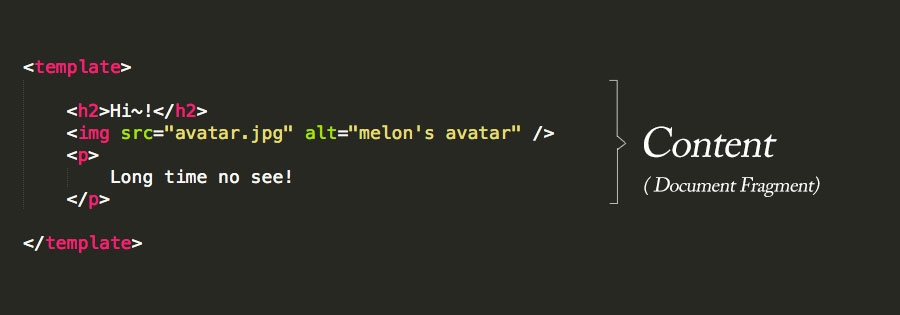 <template>
<h2>Hi~!</h2>
<img src="avatar.jpg" alt="melon's avatar" />
<p>
Long time no see!
</p>
</template>
Content
( Document Fragment)